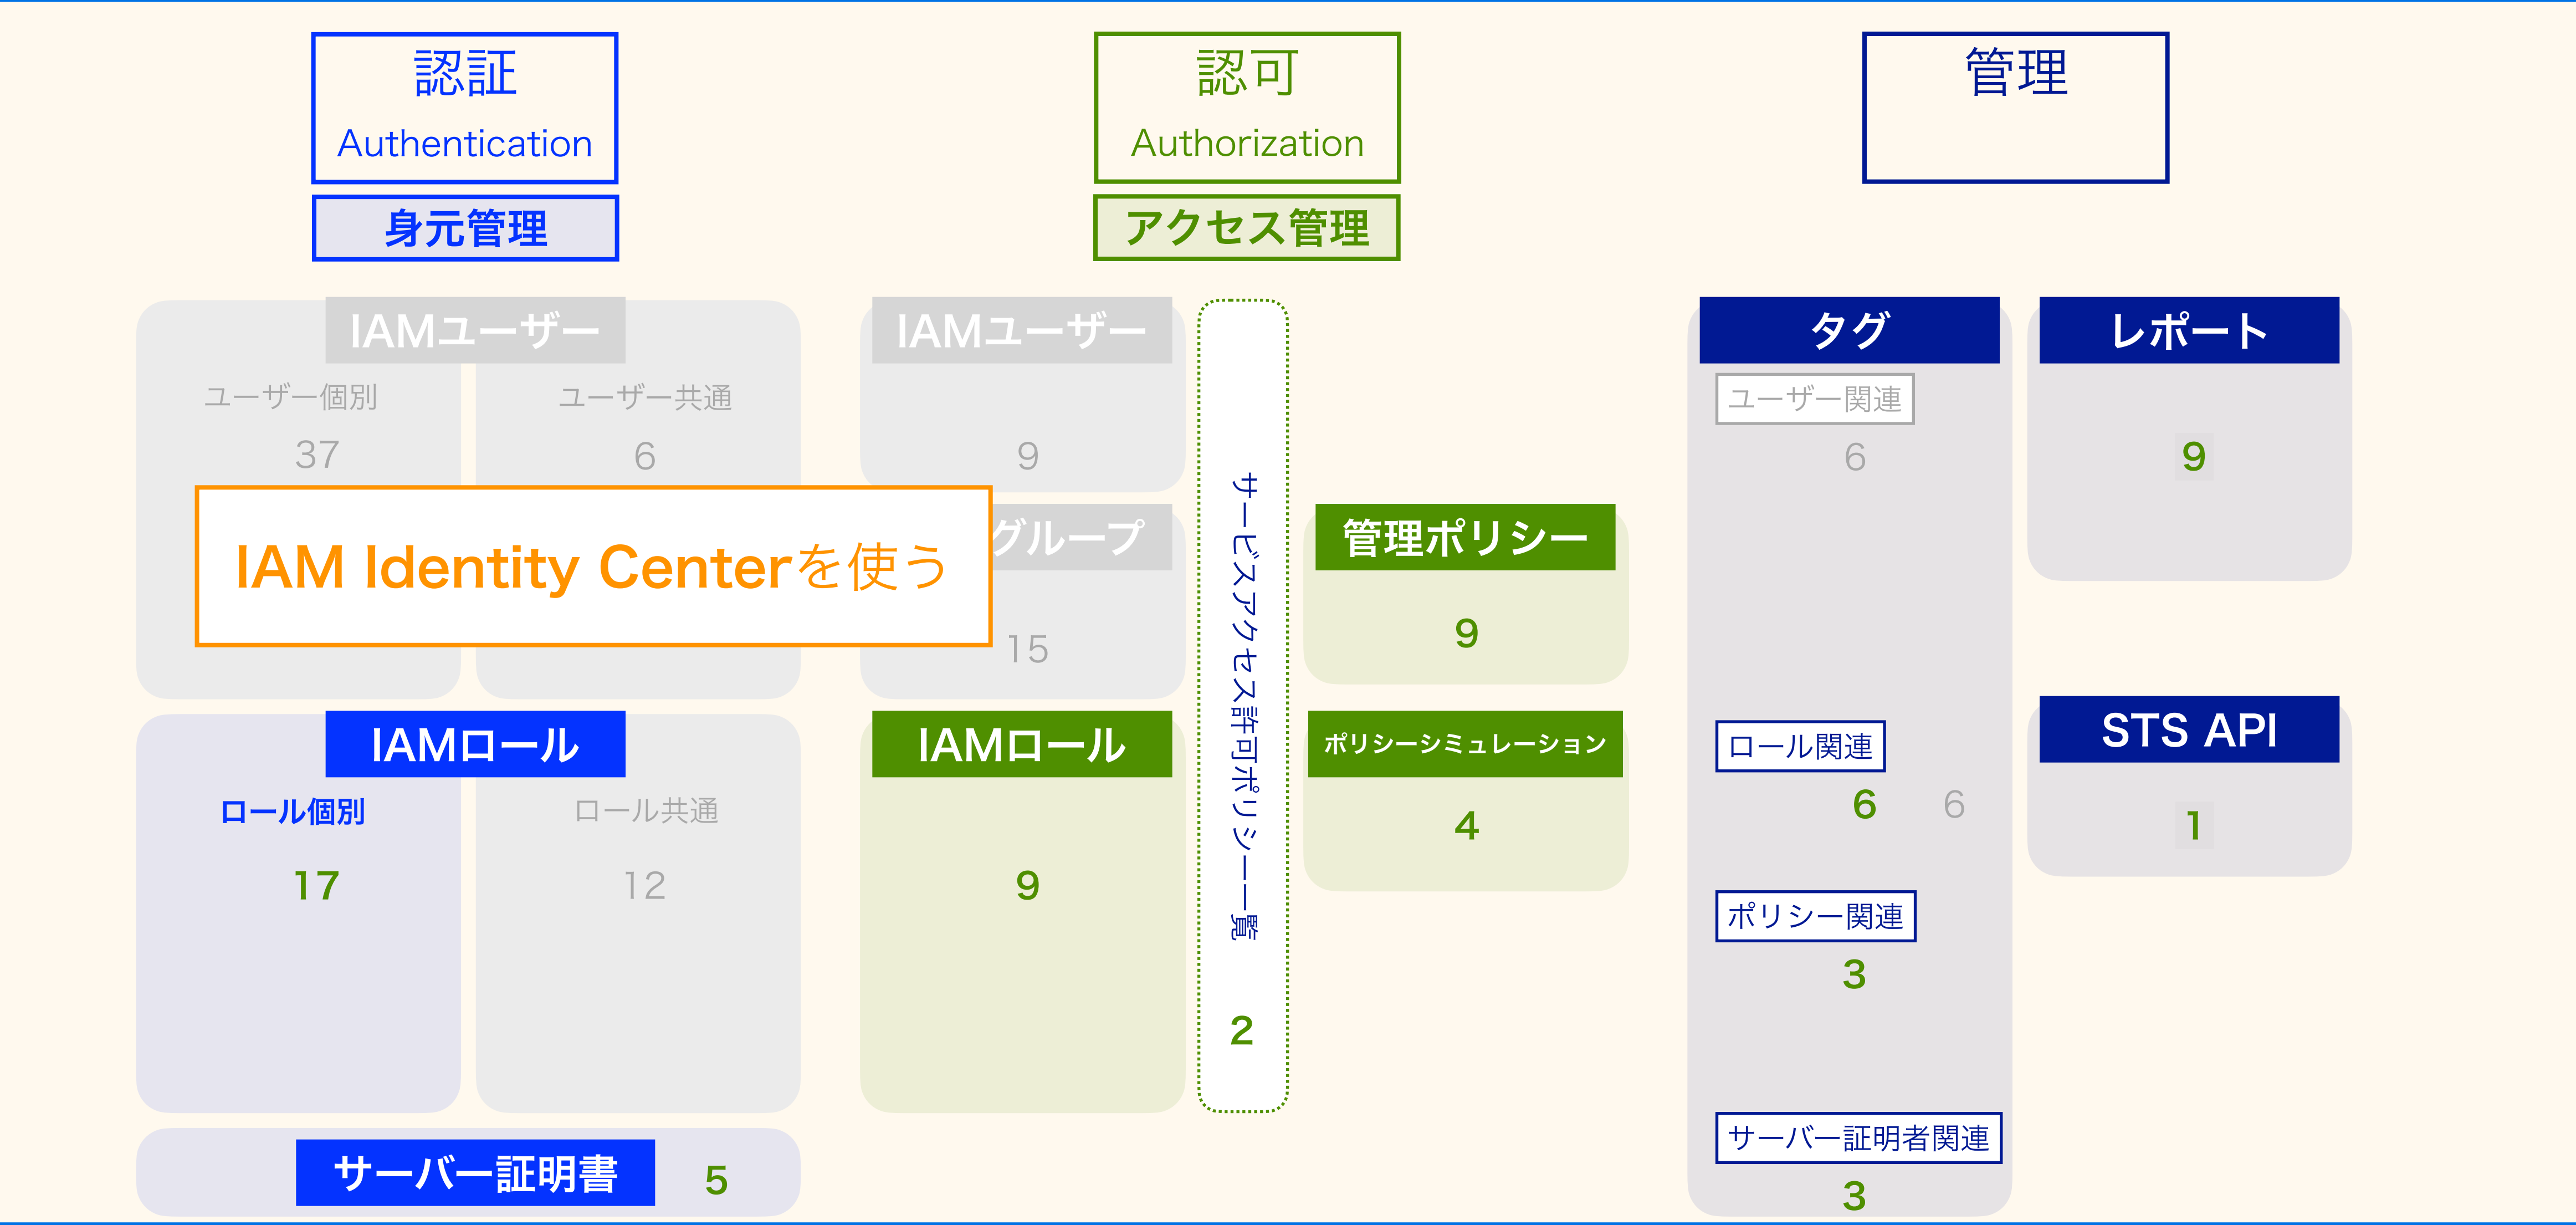 認証
Authentication
身元管理
認可
Authorization
アクセス管理
管理
IAMユーザー
ユーザー個別
37
ユーザー共通
6
IAMユーザー
9
グループ
15
IAM Identity Centerを使う
IAMロール
ロール個別
17
ロール共通
12
IAMロール
9
サーバー証明書
5
サービスアクセス許可ポリシー一覧
2
管理ポリシー
9
ポリシーシミュレーション
4
タグ
ユーザー関連
6
ロール関連
6 6
ポリシー関連
3
サーバー証明者関連
3
レポート
9
STS API
1